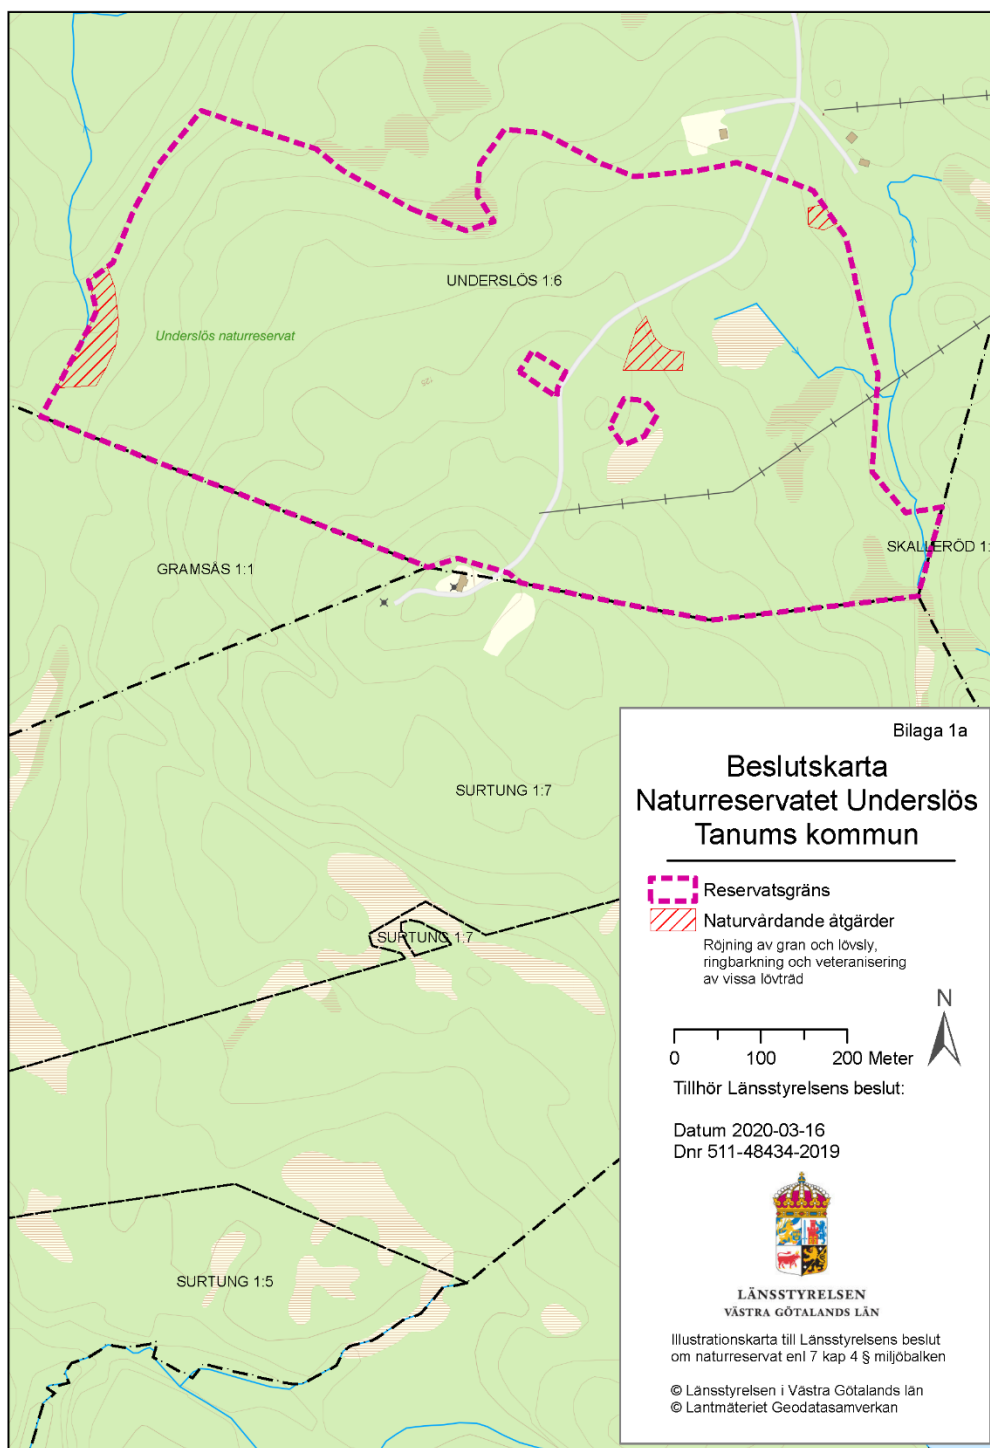 UNDERSLÖS 1:6
Underslös naturreservat
SKALLERÖD 1:
GRAMSÄS 1:1
SURTUNG 1:7
SURTUNG 1:7
SURTUNG 1:5
Bilaga 1a
Beslutskarta
Naturreservatet Underslös
Tanums kommun
Reservatsgräns
Naturvårdande åtgärder
Röjning av gran och lövsly,
ringbarkning och veteranisering
av vissa lövträd
N
0 100 200 Meter
Tillhör Länsstyrelsens beslut:
Datum 2020-03-16
Dnr 511-48434-2019
LÄNSSTYRELSEN
VÄSTRA GÖTALANDS LÄN
Illustrationskarta till Länsstyrelsens beslut
om naturreservat enl 7 kap 4 § miljöbalken
© Länsstyrelsen i Västra Götalands län
© Lantmäteriet Geodatasamverkan